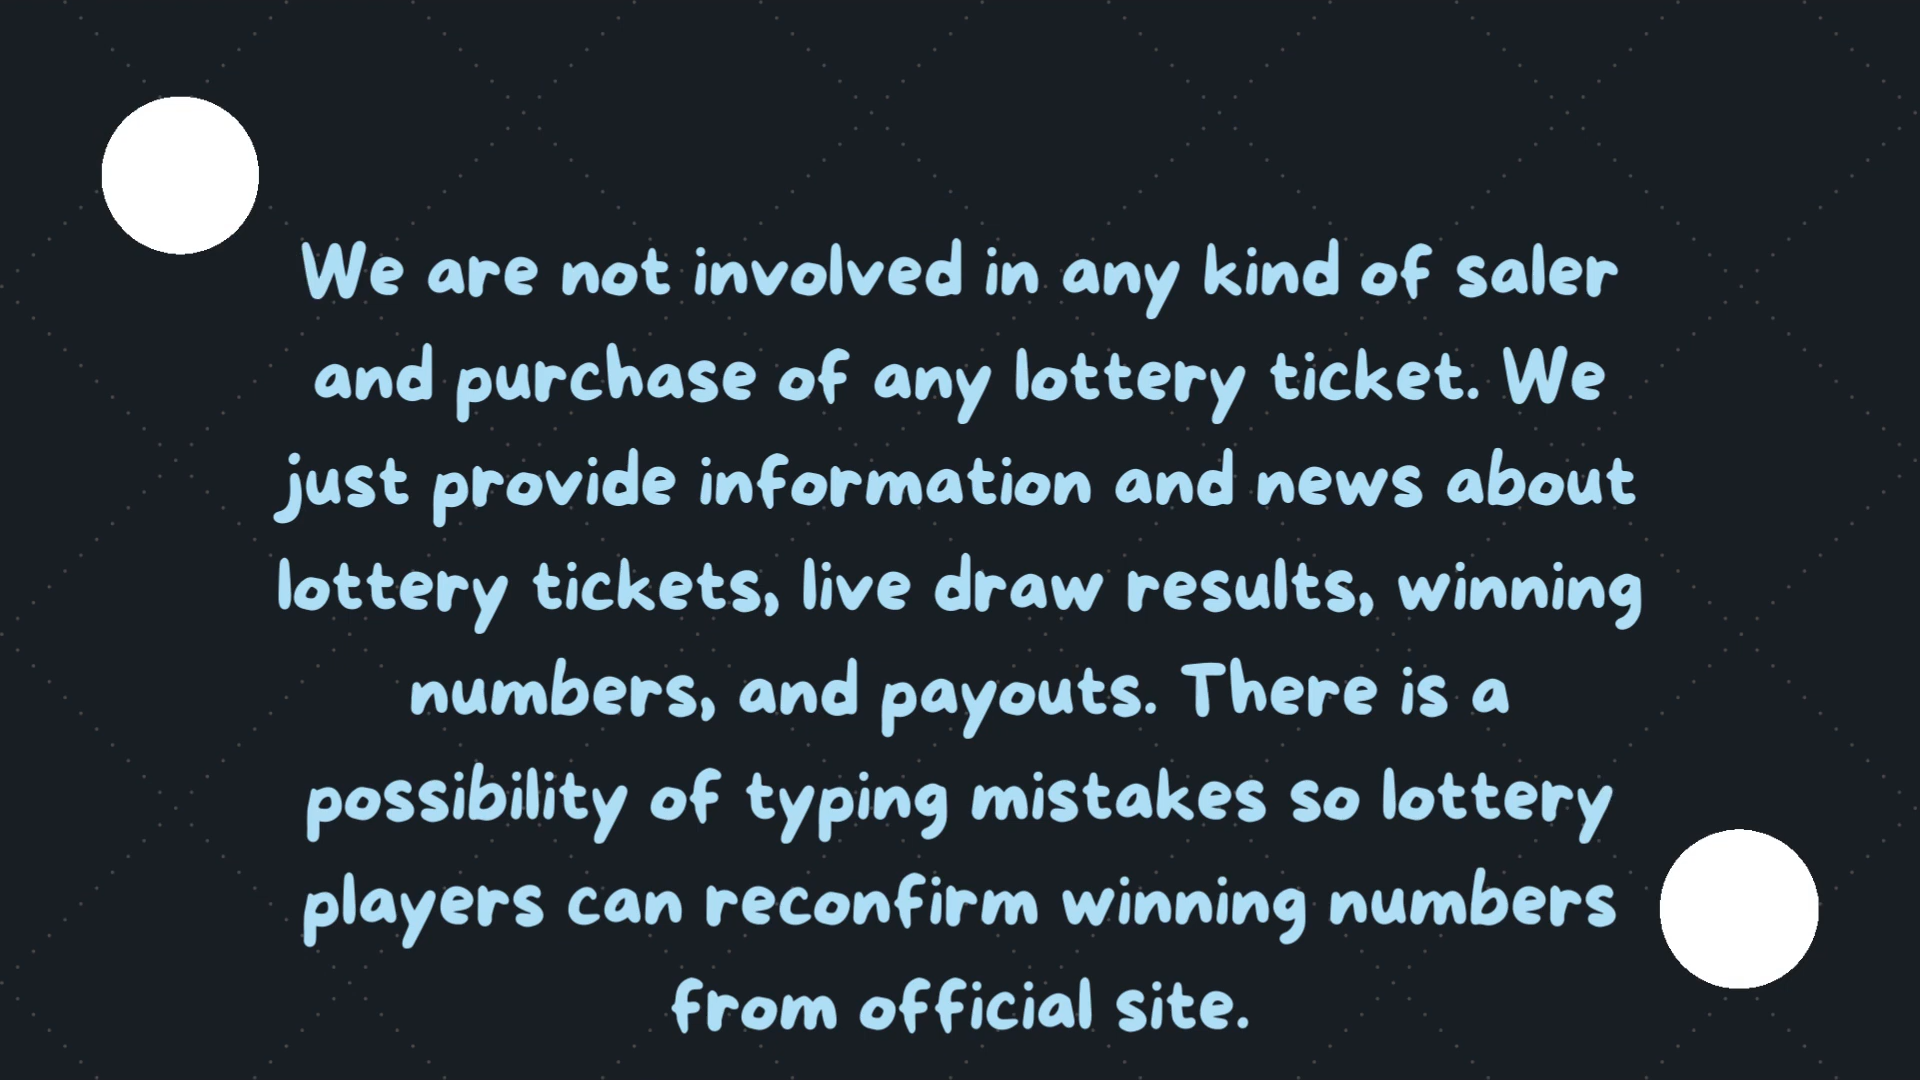 We are not involved in any kind of saler
and purchase of any lottery ticket. We
just provide information and news about
lottery tickets, live draw results, winning
numbers, and payouts. There is a
possibility of typing mistakes so lottery
players can reconfirm winning numbers
from official site.